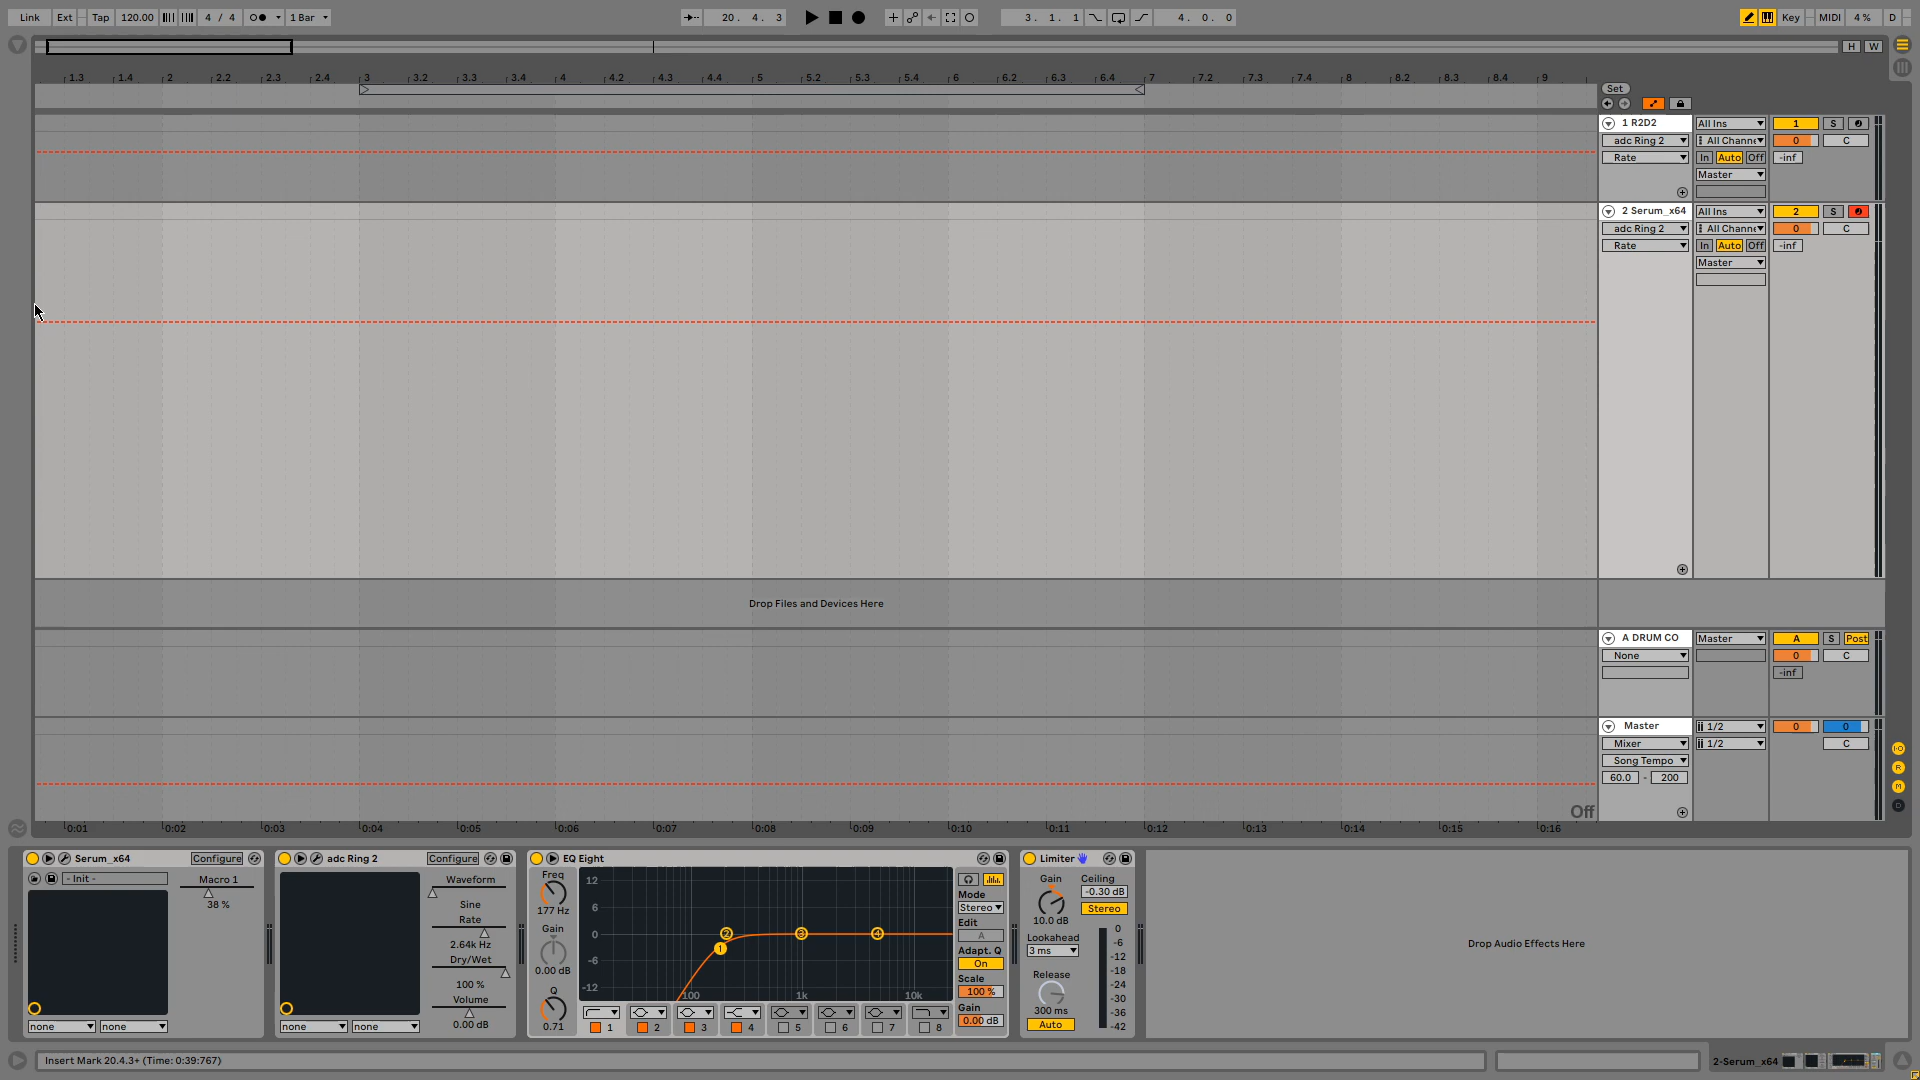 Link Ext Tap 120.00 4 / 4 1 Bar 20. 4. 3 3. 1. 1 4. 0. 0 Key MIDI 4 % D
H W
1.3 1.4 2 2.2 2.3 2.4 3 3.2 3.3 3.4 4 4.2 4.3 4.4 5 5.2 5.3 5.4 6 6.2 6.3 6.4 7 7.2 7.3 7.4 8 8.2 8.3 8.4 9
Set
1 R2D2 All Ins 1 S
adc Ring 2 All Channe 0 C
Rate In Auto Off -inf
Master
2 Serum_x64 All Ins 2 S
adc Ring 2 All Channe 0 C
Rate In Auto Off -inf
Master
Drop Files and Devices Here
A DRUM CO Master A S Post
None 0 C
-inf
Master 1/2 0 0
Mixer 1/2 C
Song Tempo
60.0 - 200
Off
0:01 0:02 0:03 0:04 0:05 0:06 0:07 0:08 0:09 0:10 0:11 0:12 0:13 0:14 0:15 0:16
I·O
R
M
D
Serum_x64 Configure
- Init -
Macro 1
38 %
none none
adc Ring 2 Configure
Waveform
Sine
Rate
2.64k Hz
Dry/Wet
100 %
Volume
0.00 dB
none none
EQ Eight
Freq
177 Hz
Gain
0.00 dB
Q
0.71
12
6
0
-6
-12
100 1k 10k
1 2 3 4
1 2 3 4 5 6 7 8
Mode
Stereo
Edit
A
Adapt. Q
On
Scale
100 %
Gain
0.00 dB
Limiter
Gain
10.0 dB
Ceiling
-0.30 dB
Stereo
Lookahead
3 ms
Release
300 ms
Auto
0
-6
-12
-18
-24
-30
-36
-42
Drop Audio Effects Here
Insert Mark 20.4.3+ (Time: 0:39:767)
2-Serum_x64